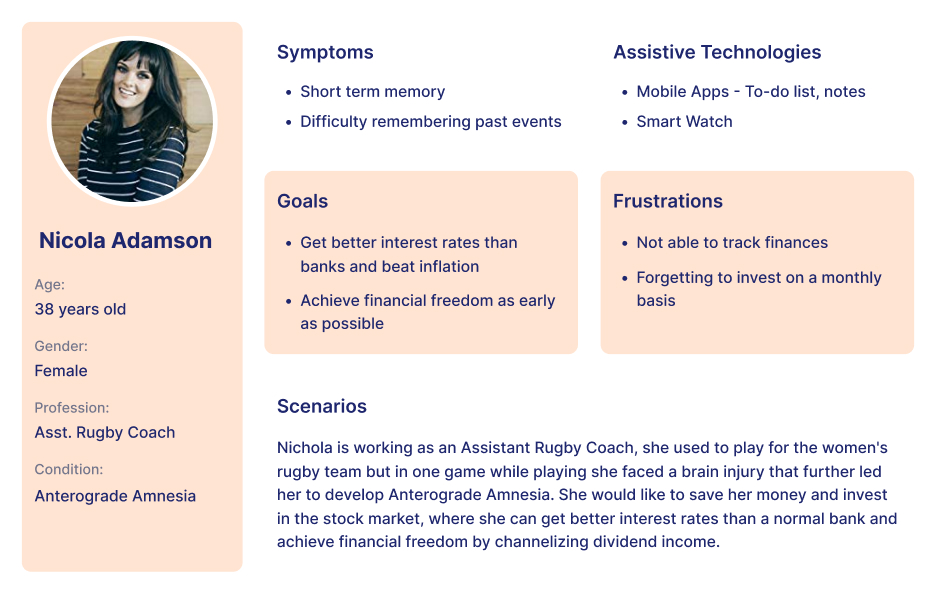 Nicola Adamson
Age:
38 years old
Gender:
Female
Profession:
Asst. Rugby Coach
Condition:
Anterograde Amnesia
Symptoms
• Short term memory
• Difficulty remembering past events
Assistive Technologies
• Mobile Apps - To-do list, notes
• Smart Watch
Goals
• Get better interest rates than
banks and beat inflation
• Achieve financial freedom as early
as possible
Frustrations
• Not able to track finances
• Forgetting to invest on a monthly
basis
Scenarios
Nichola is working as an Assistant Rugby Coach, she used to play for the women's
rugby team but in one game while playing she faced a brain injury that further led
her to develop Anterograde Amnesia. She would like to save her money and invest
in the stock market, where she can get better interest rates than a normal bank and
achieve financial freedom by channelizing dividend income.